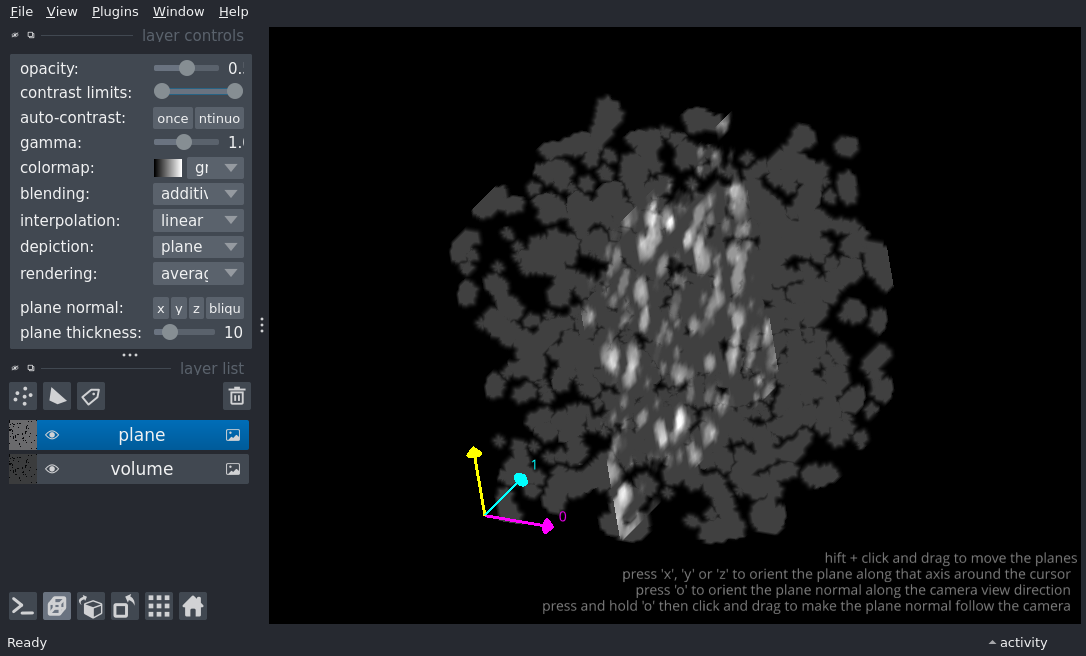 File View Plugins Window Help
layer controls
opacity: 0.
contrast limits:
auto-contrast: once ntinuo
gamma: 1.
colormap: gr
blending: additiv
interpolation: linear
depiction: plane
rendering: averag
plane normal: x y z bliqu
plane thickness: 10
layer list
plane
volume
1
0
hift + click and drag to move the planes
press 'x', 'y' or 'z' to orient the plane along that axis around the cursor
press 'o' to orient the plane normal along the camera view direction
press and hold 'o' then click and drag to make the plane normal follow the camera
Ready
activity